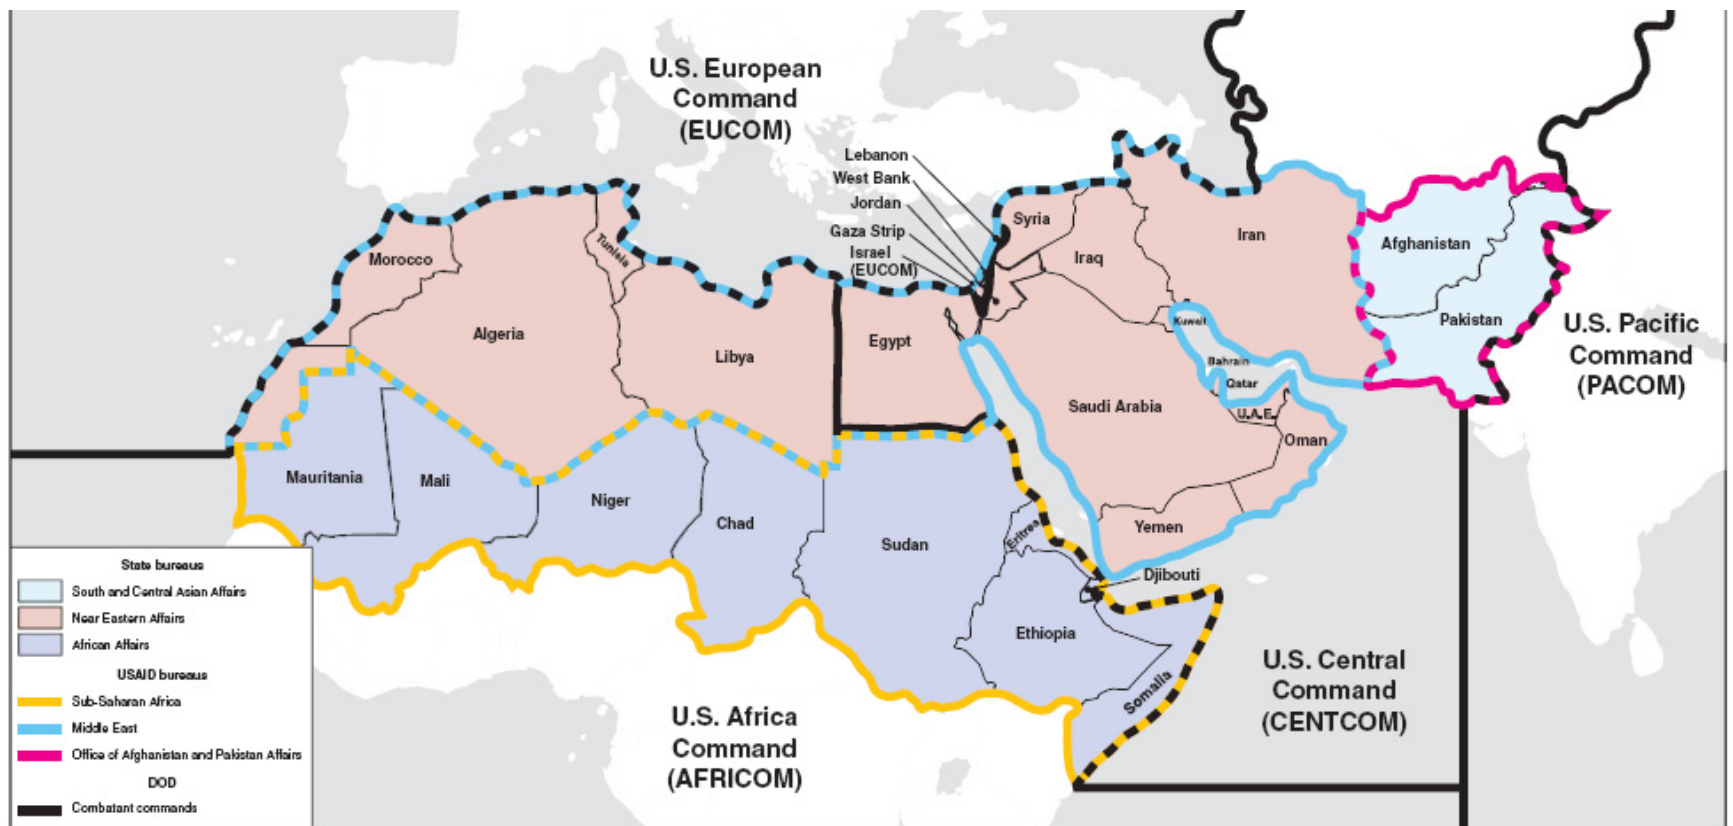 U.S. European
Command
(EUCOM)
Lebanon
West Bank
Jordan
Gaza Strip
Israel
(EUCOM)
Syria
Iraq
Iran
Afghanistan
Pakistan
Morocco
Tunisia
Algeria
Libya
Egypt
Kuwait
Bahrain
Qatar
U.A.E.
Saudi Arabia
Oman
Yemen
U.S. Pacific
Command
(PACOM)
Mauritania
Mali
Niger
Chad
Sudan
Eritrea
Djibouti
Ethiopia
Somalia
U.S. Central
Command
(CENTCOM)
U.S. Africa
Command
(AFRICOM)
State bureaus
South and Central Asian Affairs
Near Eastern Affairs
African Affairs
USAID bureaus
Sub-Saharan Africa
Middle East
Office of Afghanistan and Pakistan Affairs
DOD
Combatant commands